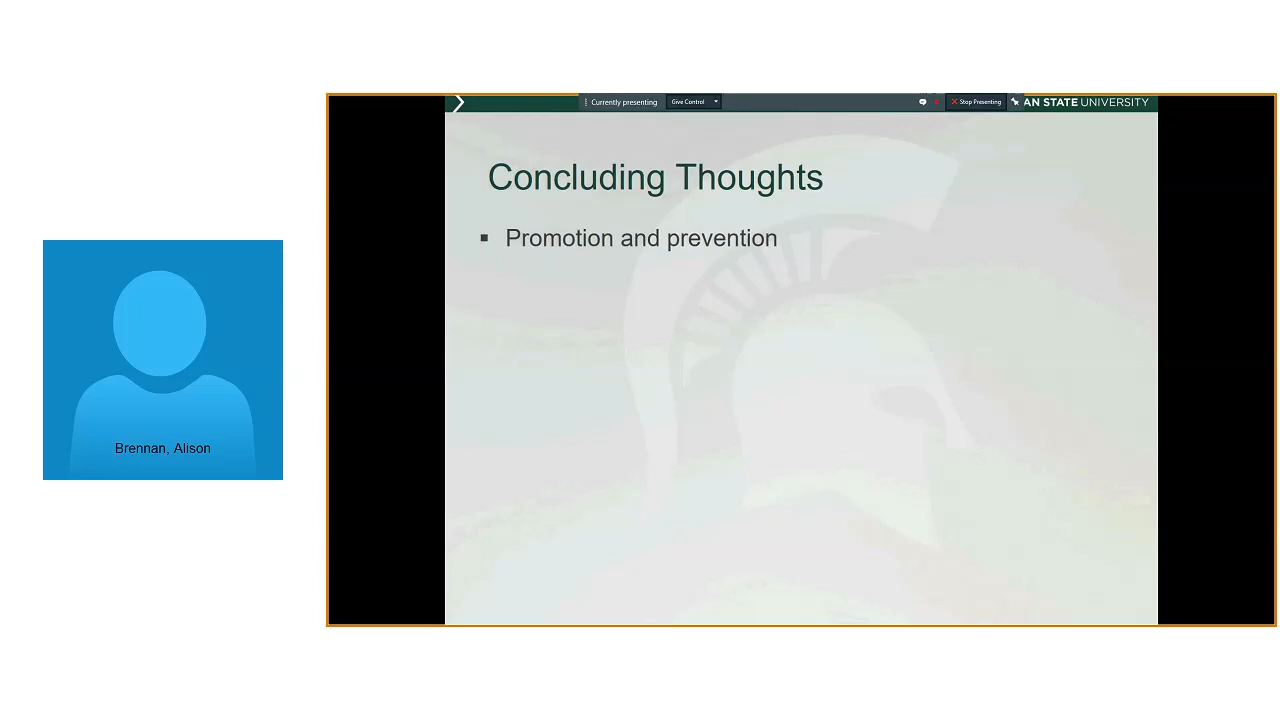 Currently presenting
Give Control
Stop Presenting
AN STATE UNIVERSITY
Concluding Thoughts
▪ Promotion and prevention
Brennan, Alison